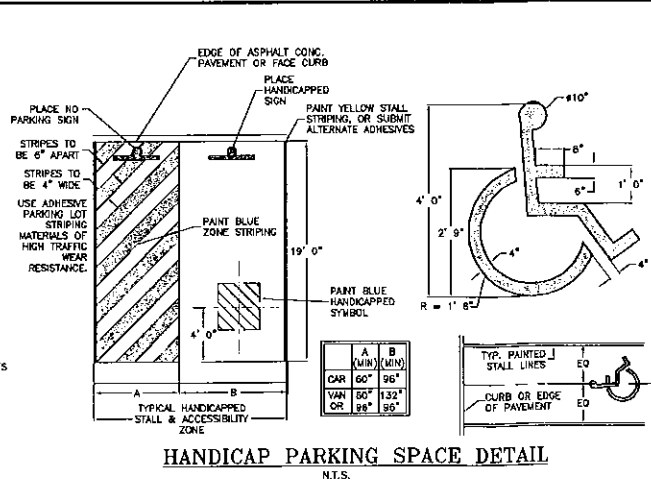 EDGE OF ASPHALT CONC.
PAVEMENT OR FACE CURB
PLACE
HANDICAPPED
SIGN
PLACE NO
PARKING SIGN
PAINT YELLOW STALL
STRIPING, OR SUBMIT
ALTERNATE ADHESIVES
STRIPES TO
BE 6" APART
STRIPES TO
BE 4" WIDE
USE ADHESIVE
PARKING LOT
STRIPING
MATERIALS OF
HIGH TRAFFIC
WEAR
RESISTANCE.
PAINT BLUE
ZONE STRIPING
19' 0"
PAINT BLUE
HANDICAPPED
SYMBOL
4' 0"
A
B
TYPICAL HANDICAPPED
STALL & ACCESSIBILITY
ZONE
A B
(MIN) (MIN)
CAR 60" 96"
VAN 60" 132"
OR 96" 96"
ø10"
8"
6"
1' 0"
4' 0"
2' 9"
4"
4"
R = 1' 6"
TYP. PAINTED
STALL LINES
EQ
CURB OR EDGE
OF PAVEMENT
EQ
HANDICAP PARKING SPACE DETAIL
N.T.S.